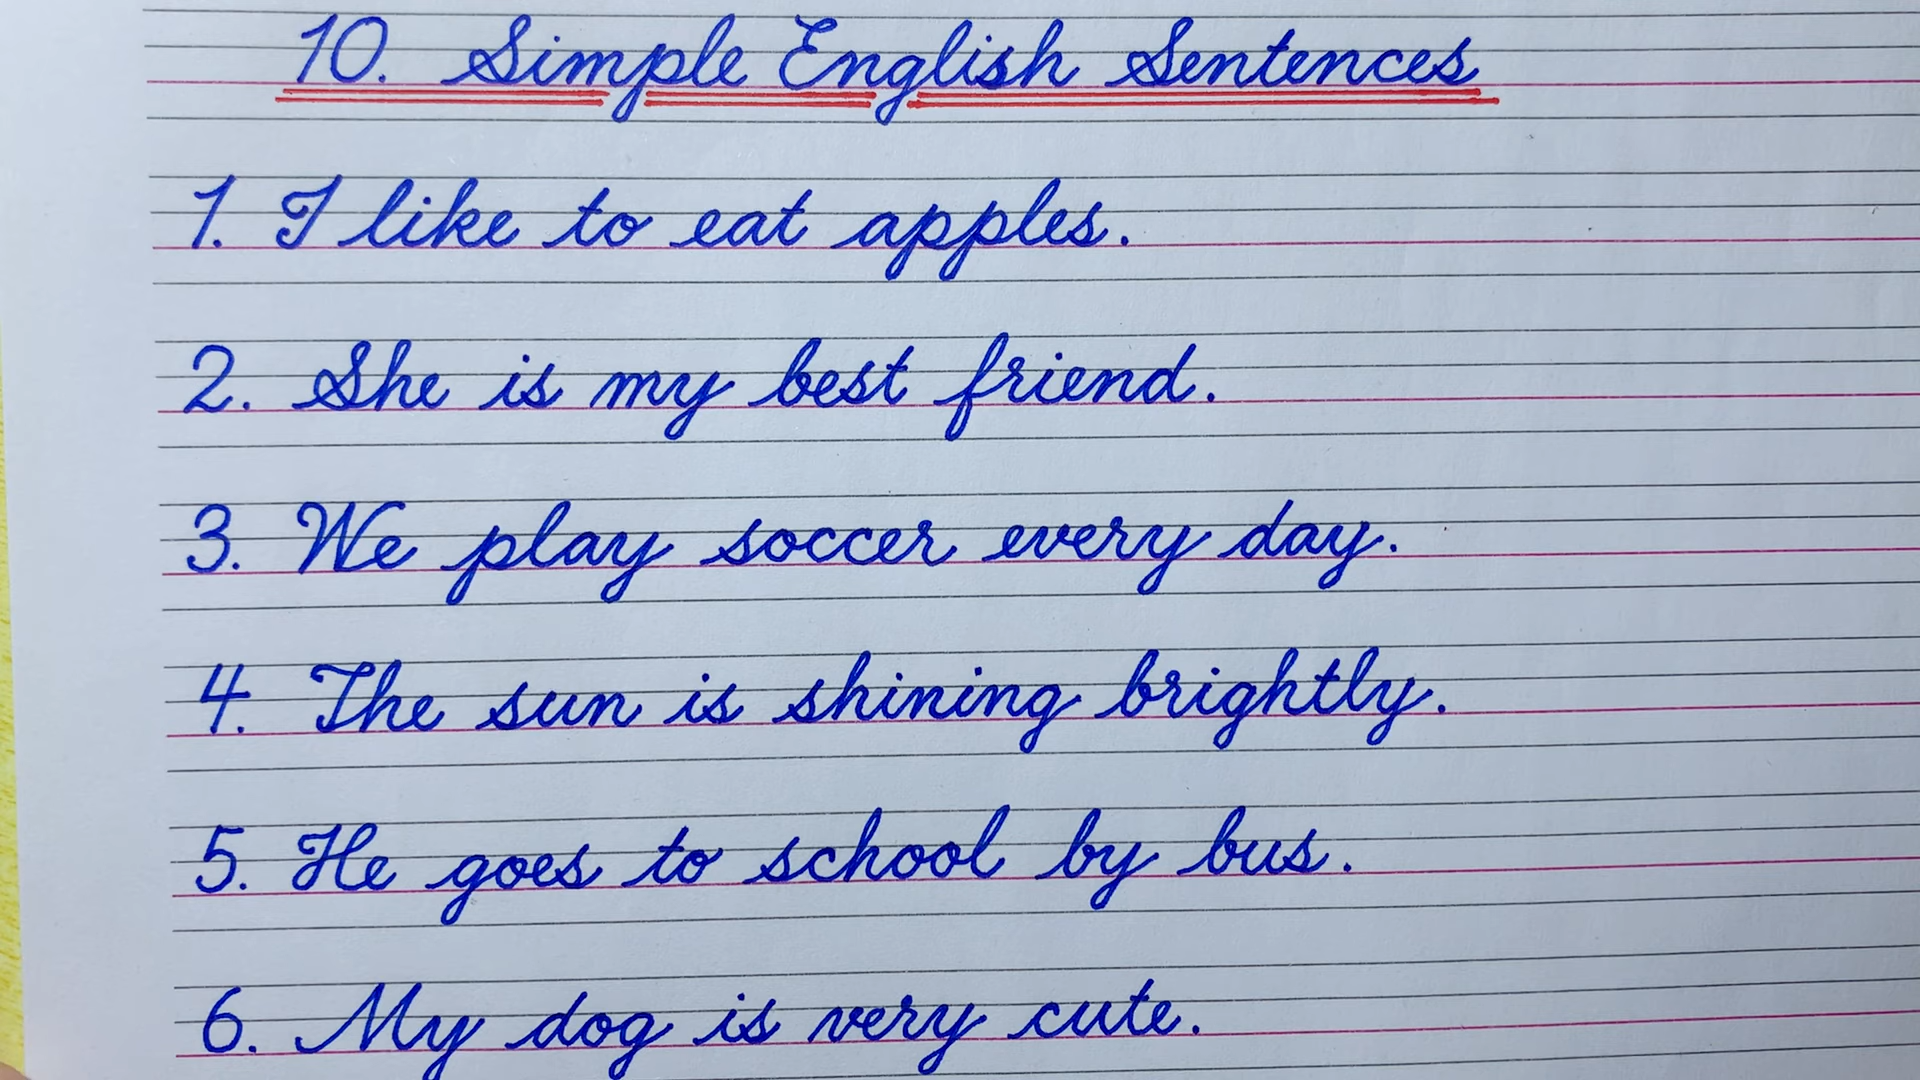 10. Simple English Sentences
1. I like to eat apples.
2. She is my best friend.
3. We play soccer every day.
4. The sun is shining brightly.
5. He goes to school by bus.
6. My dog is very cute.